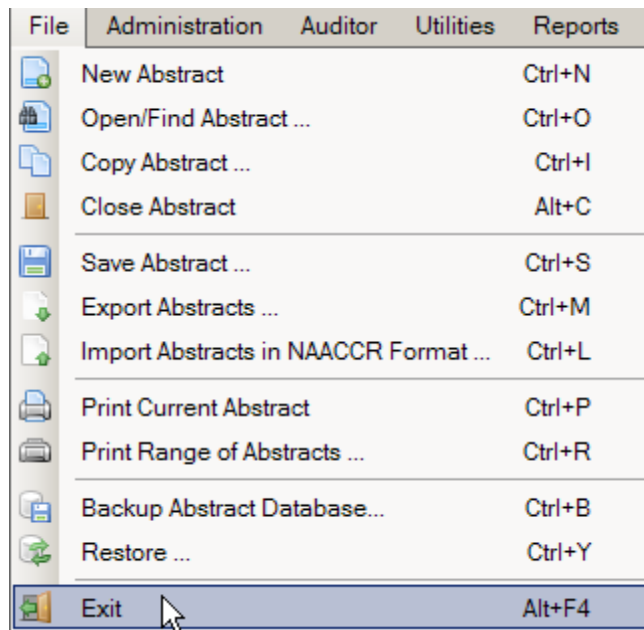 File Administration Auditor Utilities Reports
New Abstract Ctrl+N
Open/Find Abstract ... Ctrl+O
Copy Abstract ... Ctrl+I
Close Abstract Alt+C
Save Abstract ... Ctrl+S
Export Abstracts ... Ctrl+M
Import Abstracts in NAACCR Format ... Ctrl+L
Print Current Abstract Ctrl+P
Print Range of Abstracts ... Ctrl+R
Backup Abstract Database... Ctrl+B
Restore ... Ctrl+Y
Exit Alt+F4